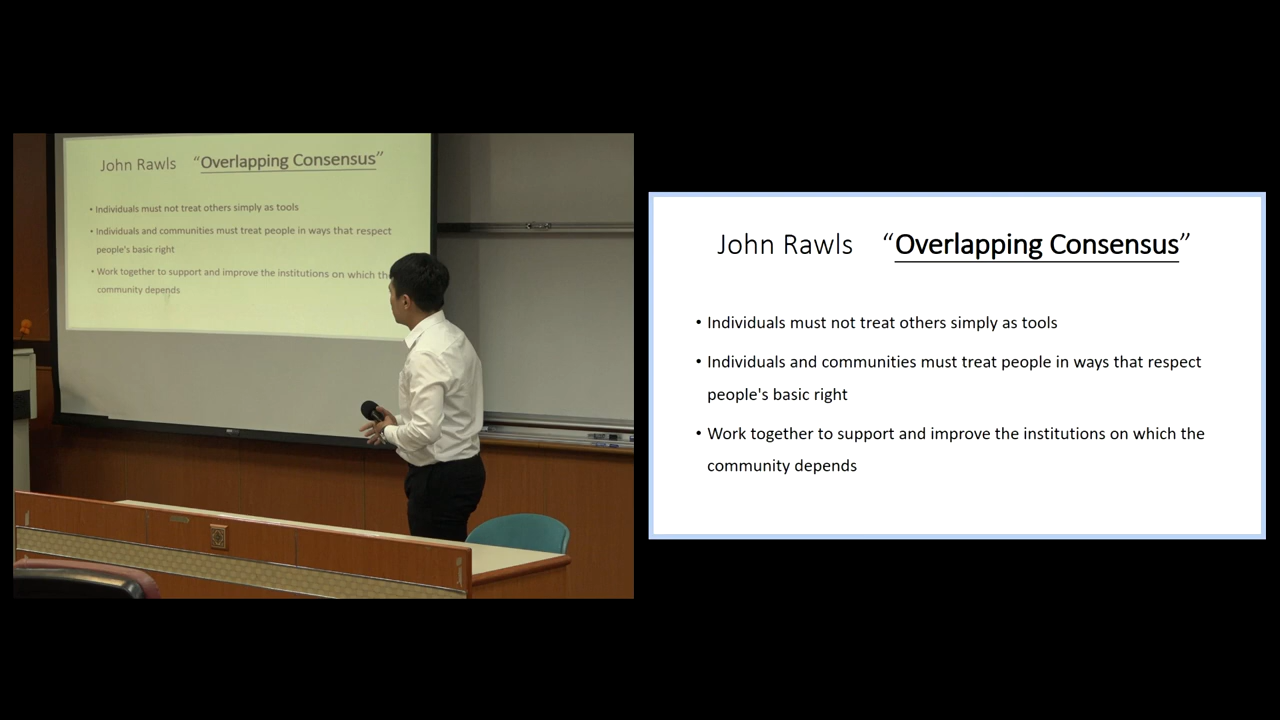 John Rawls “Overlapping Consensus”
• Individuals must not treat others simply as tools
• Individuals and communities must treat people in ways that respect
people's basic right
• Work together to support and improve the institutions on which th
community depends
John Rawls “Overlapping Consensus”
• Individuals must not treat others simply as tools
• Individuals and communities must treat people in ways that respect
people's basic right
• Work together to support and improve the institutions on which the
community depends